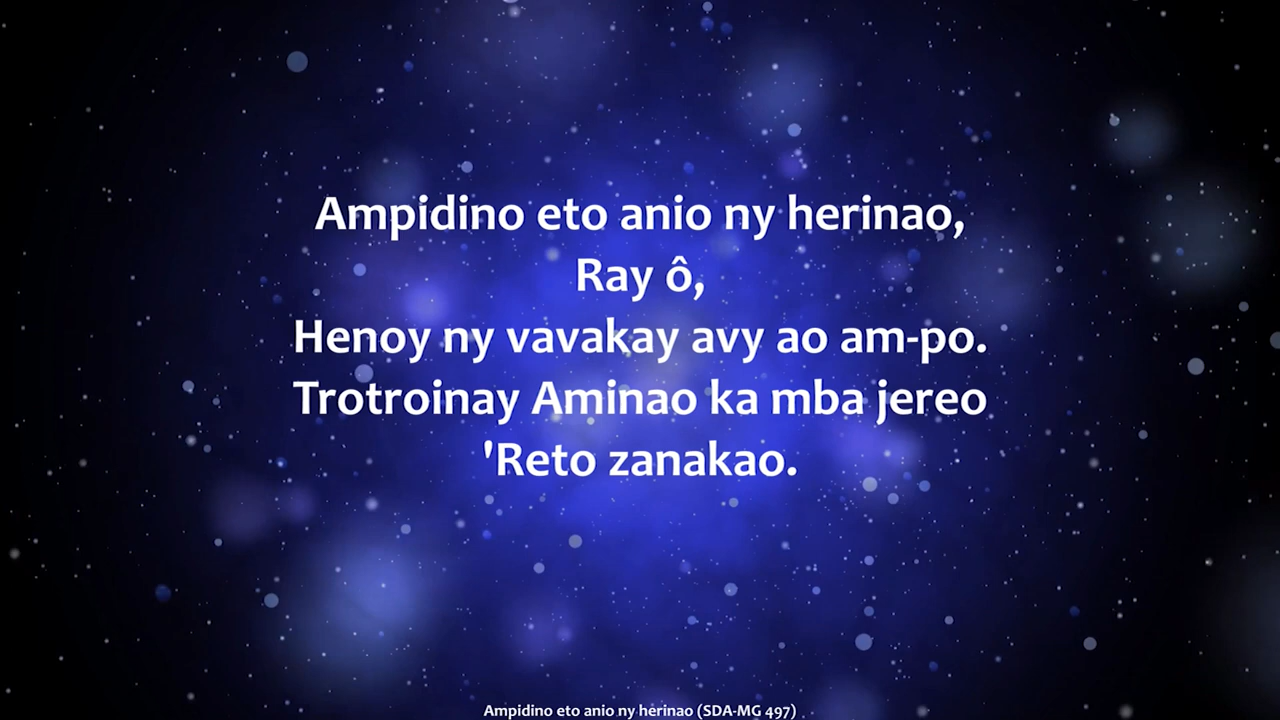 Ampidino eto anio ny herinao,
Ray ô,
Henoy ny vavakay avy ao am-po.
Trotroinay Aminao ka mba jereo
'Reto zanakao.
Ampidino eto anio ny herinao (SDA-MG 497)